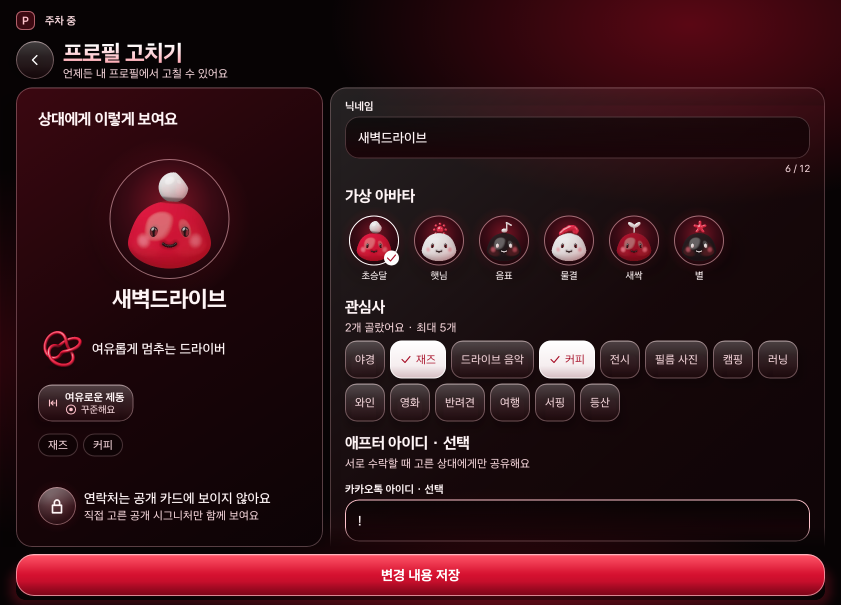 P 주차 중
프로필 고치기
언제든 내 프로필에서 고칠 수 있어요
상대에게 이렇게 보여요
새벽드라이브
여유롭게 멈추는 드라이버
여유로운 제동
꾸준해요
재즈 커피
연락처는 공개 카드에 보이지 않아요
직접 고른 공개 시그니처만 함께 보여요
닉네임
새벽드라이브
6 / 12
가상 아바타
초승달 햇님 음표 물결 새싹 별
관심사
2개 골랐어요 · 최대 5개
야경 재즈 드라이브 음악 커피 전시 필름 사진 캠핑 러닝
와인 영화 반려견 여행 서핑 등산
애프터 아이디 · 선택
서로 수락할 때 고른 상대에게만 공유해요
카카오톡 아이디 · 선택
!
변경 내용 저장